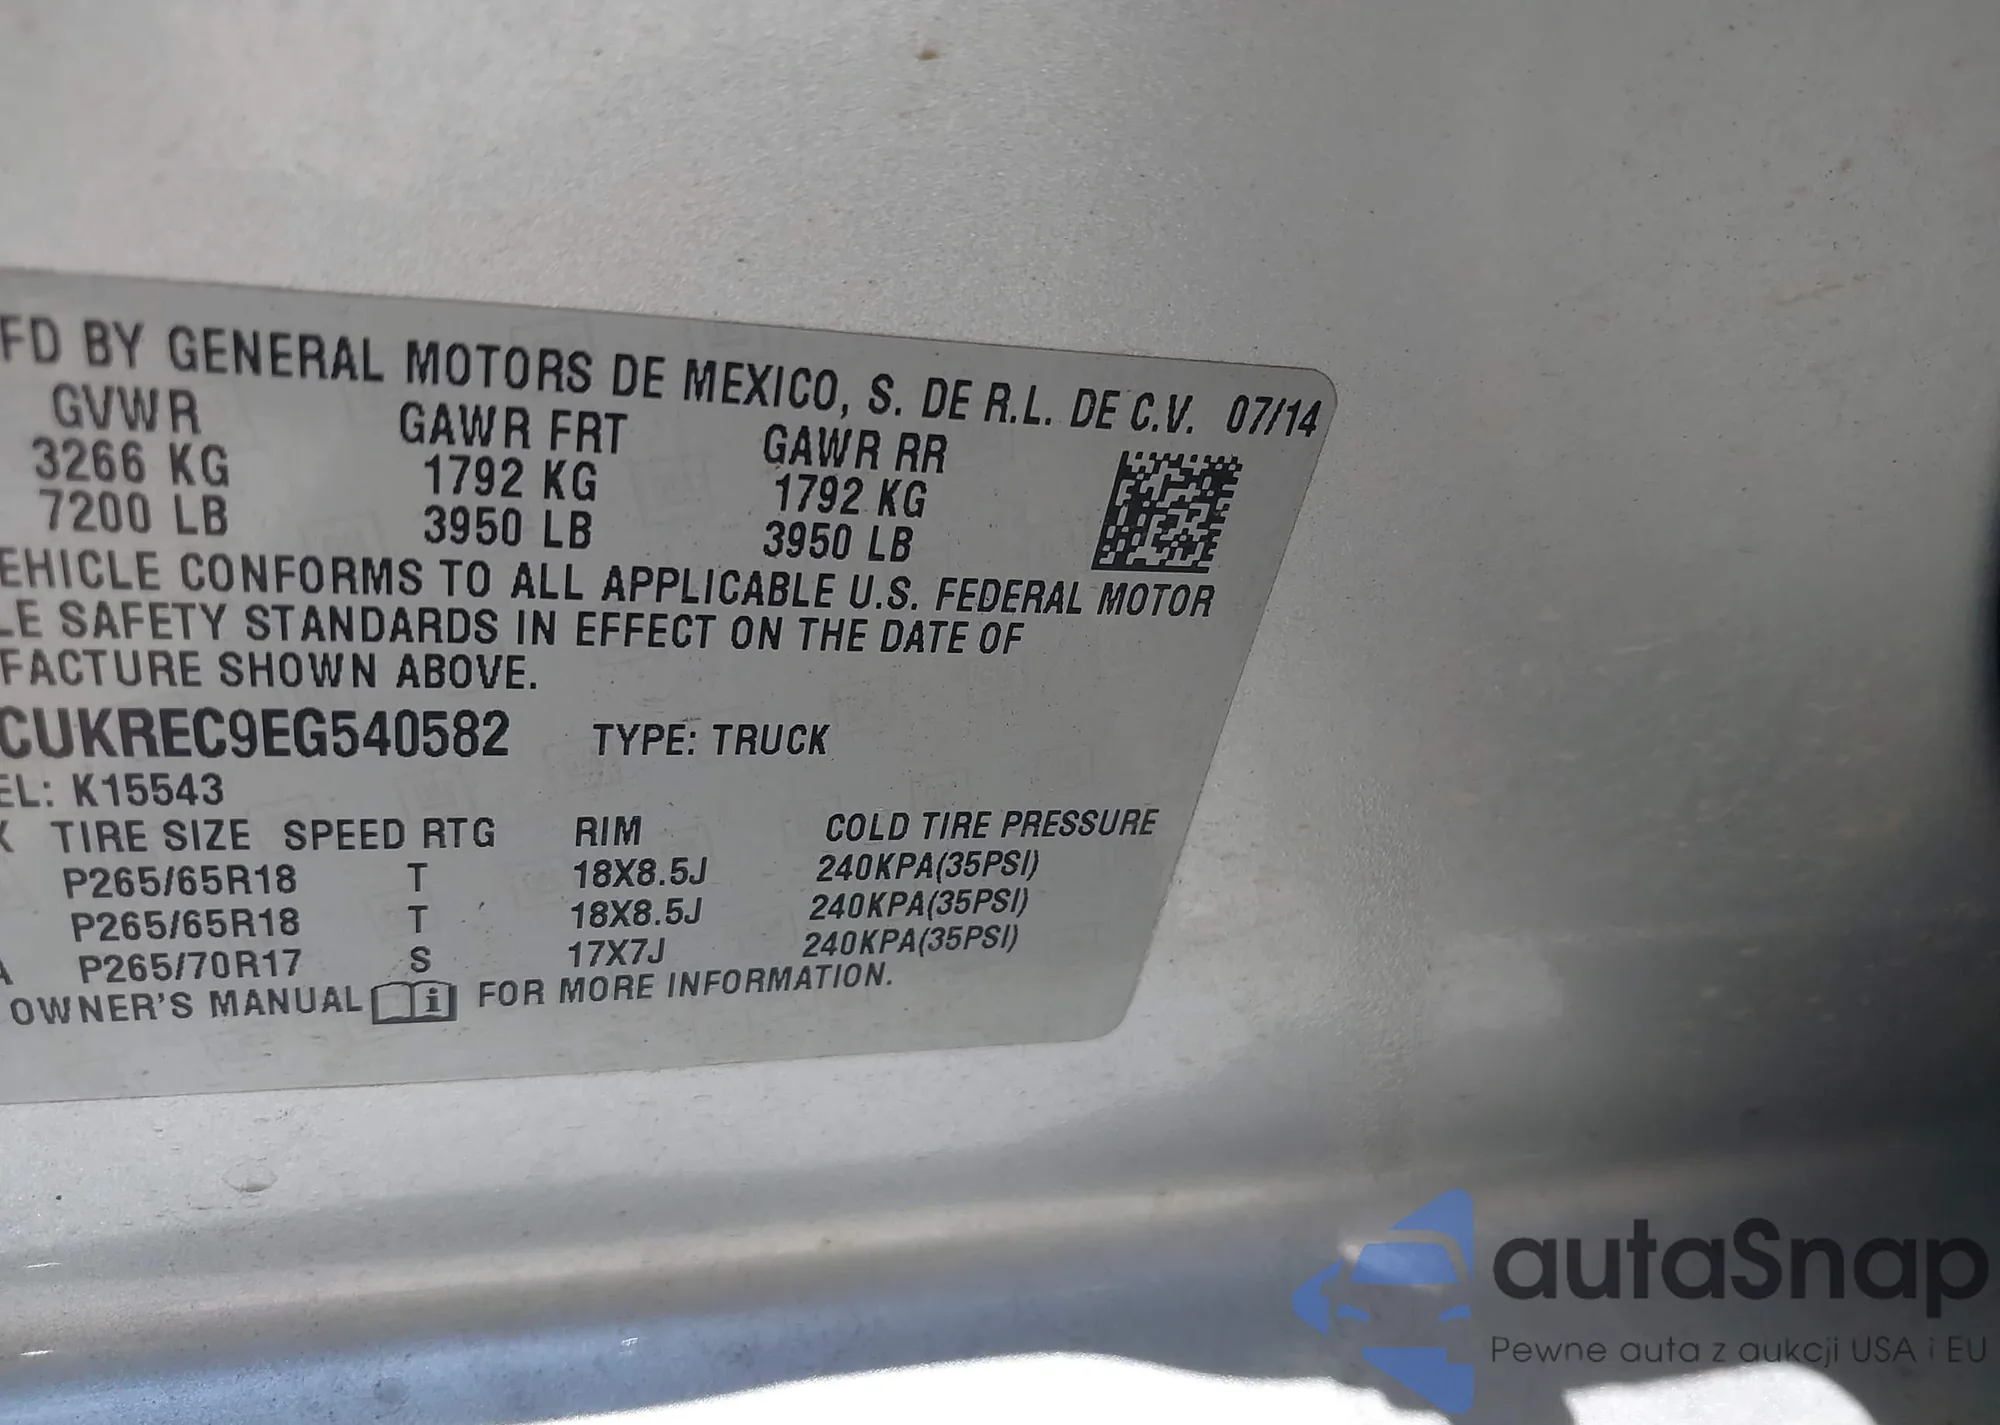 FD BY GENERAL MOTORS DE MEXICO, S. DE R.L. DE C.V. 07/14
GVWR GAWR FRT GAWR RR
3266 KG 1792 KG 1792 KG
7200 LB 3950 LB 3950 LB
EHICLE CONFORMS TO ALL APPLICABLE U.S. FEDERAL MOTOR
LE SAFETY STANDARDS IN EFFECT ON THE DATE OF
FACTURE SHOWN ABOVE.
CUKREC9EG540582 TYPE: TRUCK
EL: K15543
TIRE SIZE SPEED RTG RIM COLD TIRE PRESSURE
P265/65R18 T 18X8.5J 240KPA(35PSI)
P265/65R18 T 18X8.5J 240KPA(35PSI)
P265/70R17 S 17X7J 240KPA(35PSI)
OWNER'S MANUAL i FOR MORE INFORMATION.
autaSnap
Pewne auta z aukcji USA i EU